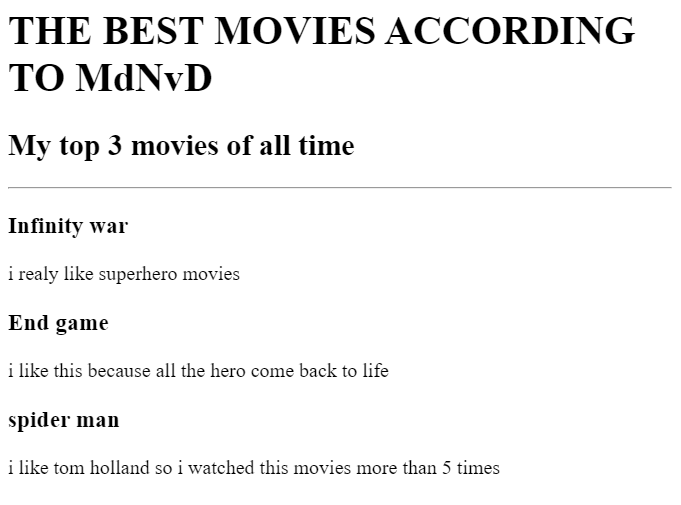 THE BEST MOVIES ACCORDING
TO MdNvD
My top 3 movies of all time
Infinity war
i realy like superhero movies
End game
i like this because all the hero come back to life
spider man
i like tom holland so i watched this movies more than 5 times